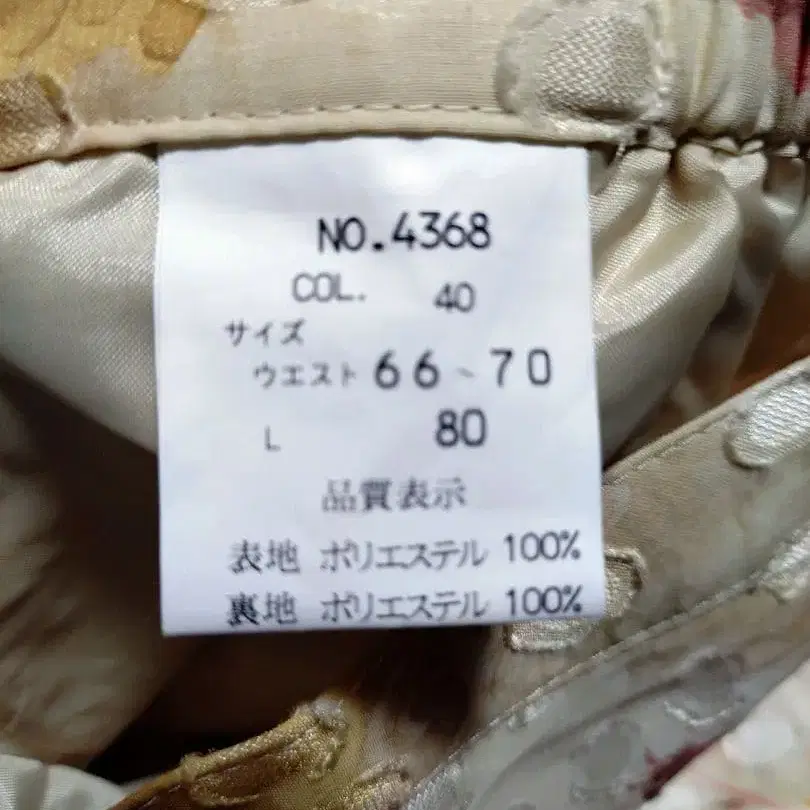 NO.4368
COL. 40
サイズ
ウエスト 66~70
L 80
品質表示
表地 ポリエステル 100%
裏地 ポリエステル 100%